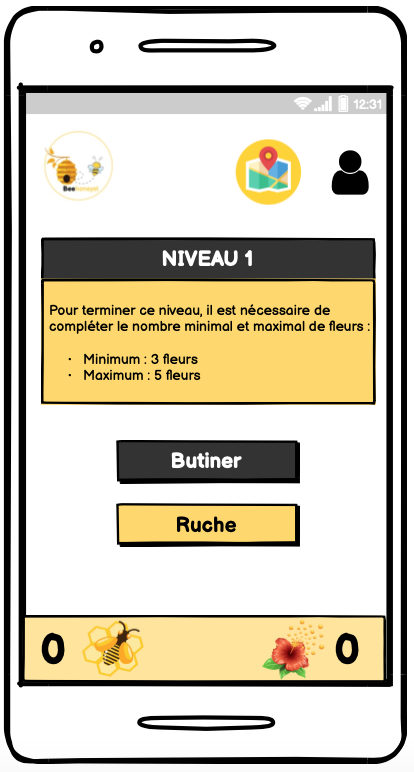 12:31
Bee
NIVEAU 1
Pour terminer ce niveau, il est nécessaire de
compléter le nombre minimal et maximal de fleurs :
· Minimum : 3 fleurs
· Maximum : 5 fleurs
Butiner
Ruche
0 0